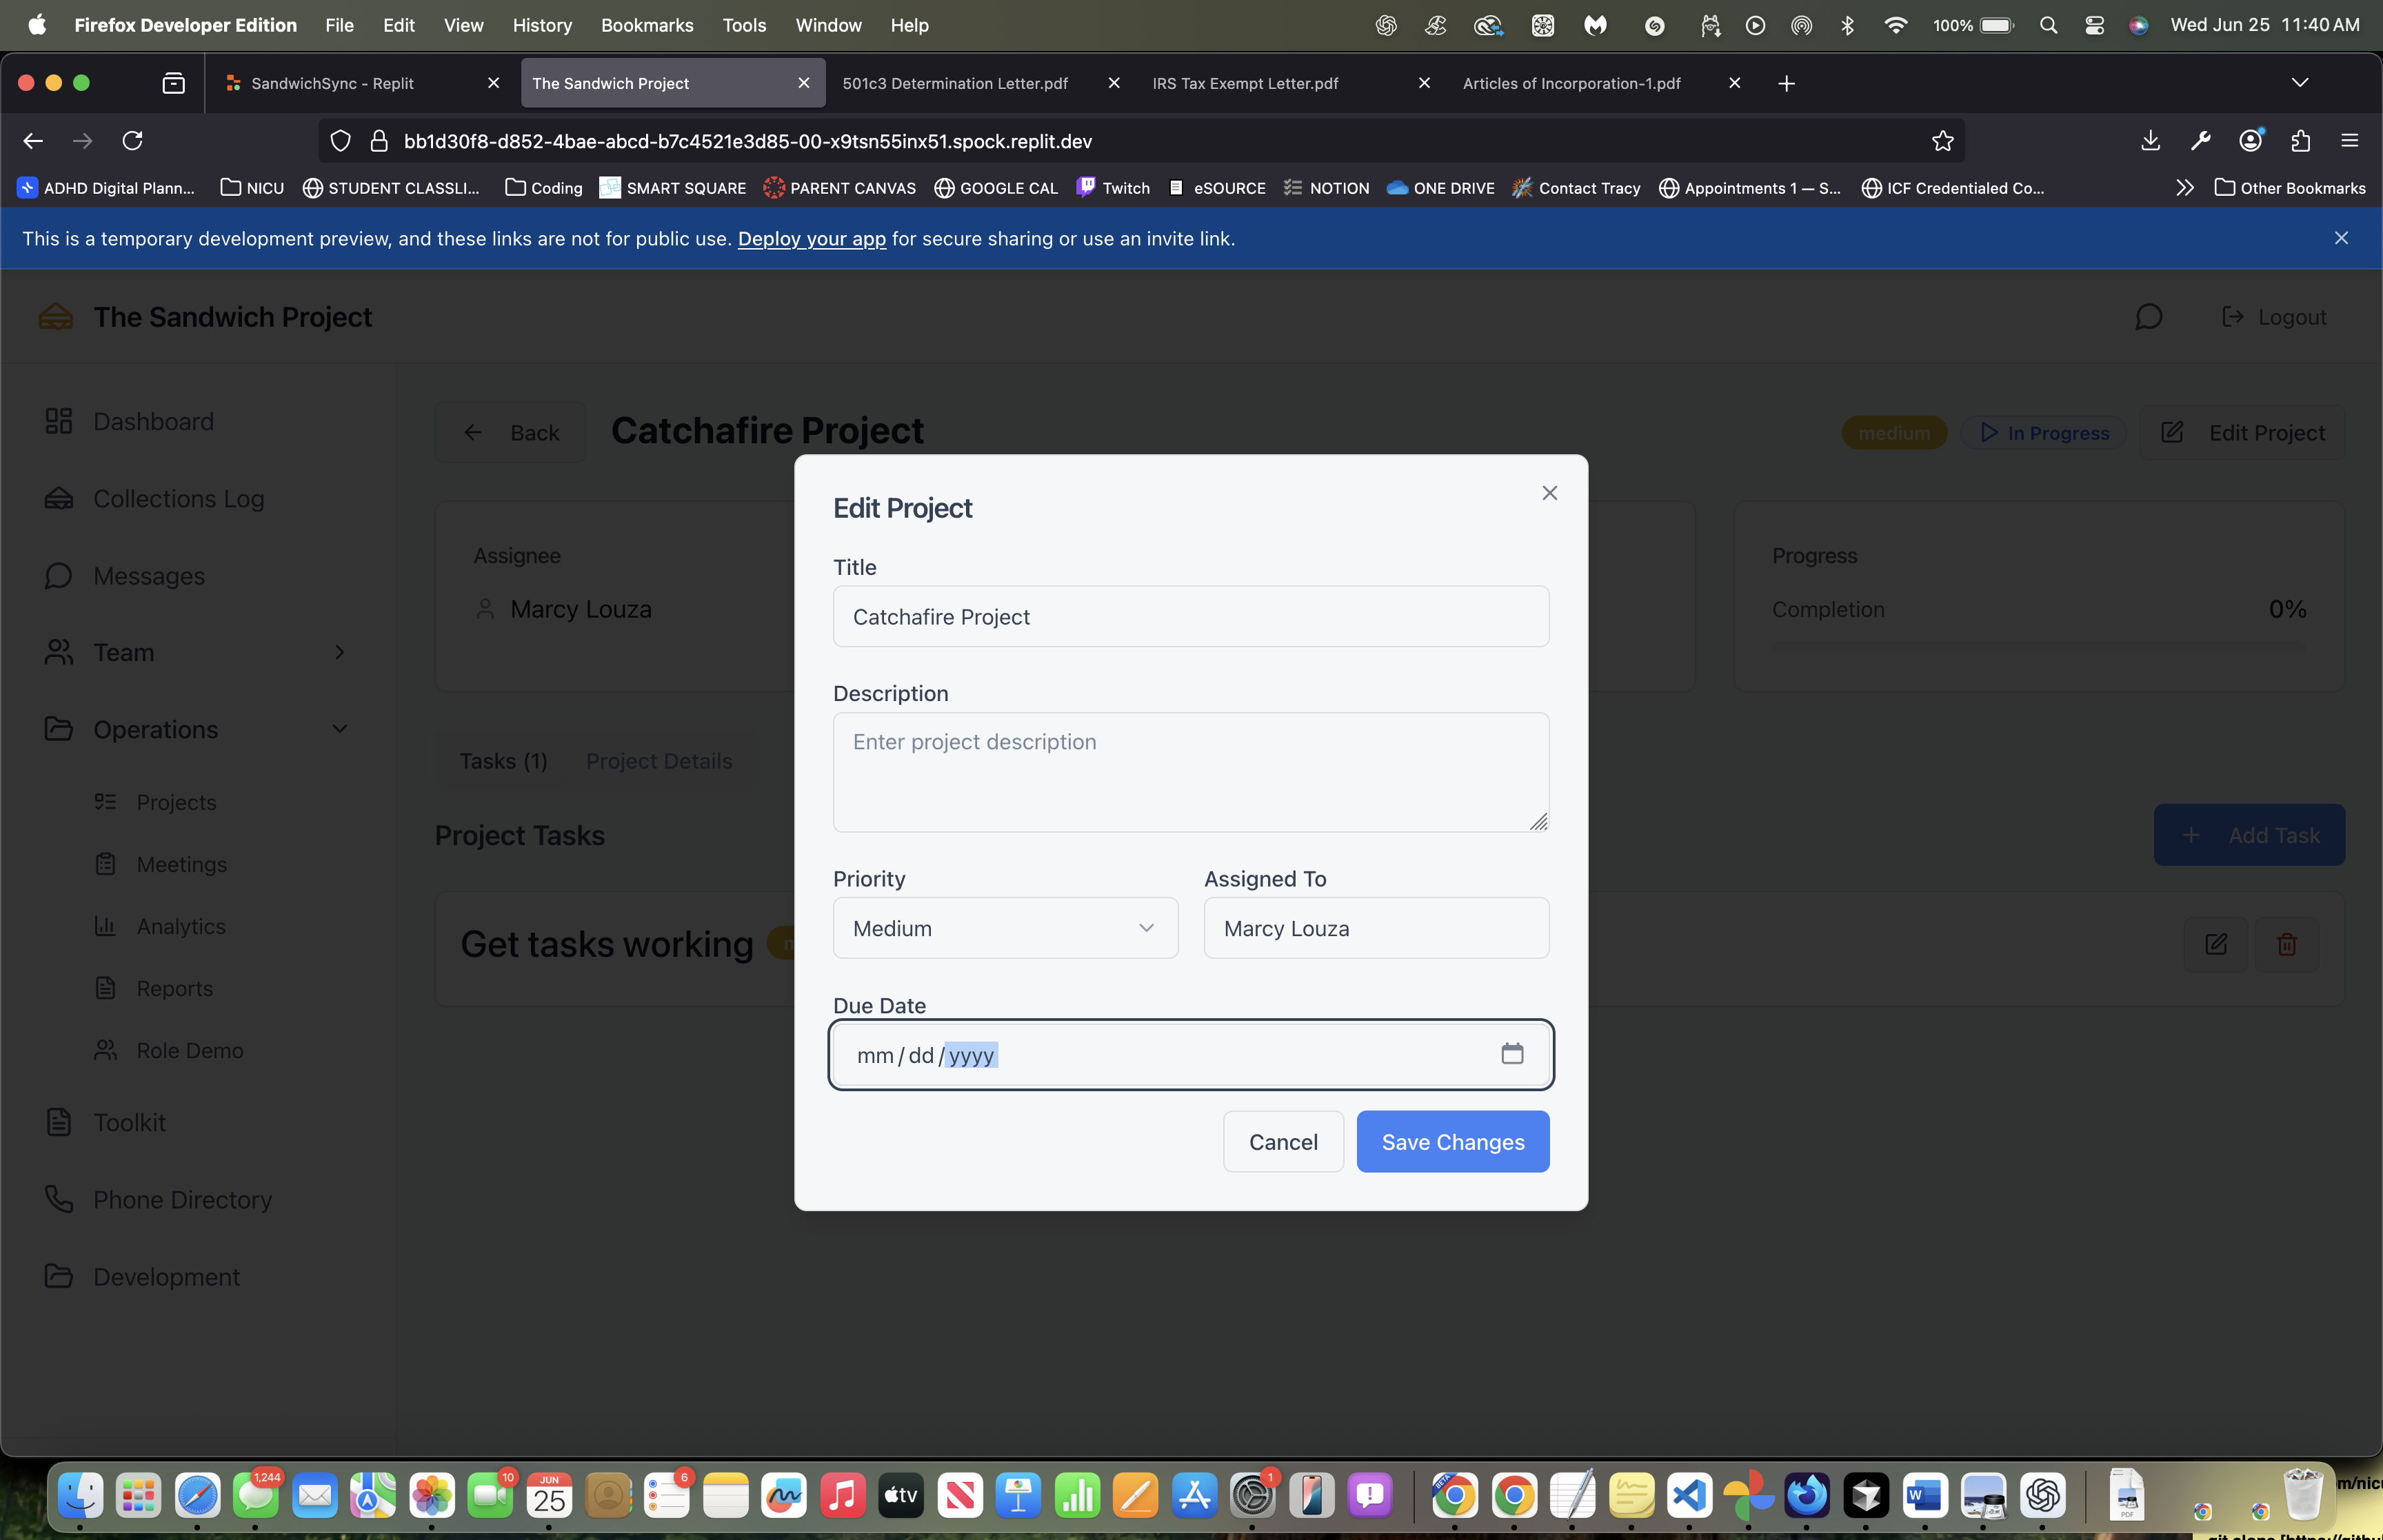 Firefox Developer Edition File Edit View History Bookmarks Tools Window Help 100% Wed Jun 25 11:40 AM
SandwichSync - Replit The Sandwich Project 501c3 Determination Letter.pdf IRS Tax Exempt Letter.pdf Articles of Incorporation-1.pdf
bb1d30f8-d852-4bae-abcd-b7c4521e3d85-00-x9tsn55inx51.spock.replit.dev
ADHD Digital Plann... NICU STUDENT CLASSLI... Coding SMART SQUARE PARENT CANVAS GOOGLE CAL Twitch eSOURCE NOTION ONE DRIVE Contact Tracy Appointments 1 — S... ICF Credentialed Co... Other Bookmarks
This is a temporary development preview, and these links are not for public use. Deploy your app for secure sharing or use an invite link.
The Sandwich Project
Logout
Dashboard
Collections Log
Messages
Team
Operations
Projects
Meetings
Analytics
Reports
Role Demo
Toolkit
Phone Directory
Development
Back
Catchafire Project
medium
In Progress
Edit Project
Assignee
Marcy Louza
Progress
Completion 0%
Tasks (1) Project Details
Project Tasks
Add Task
Get tasks working
Edit Project
Title
Catchafire Project
Description
Enter project description
Priority
Medium
Assigned To
Marcy Louza
Due Date
mm/dd/yyyy
Cancel
Save Changes
1,244
10
JUN
25
6
tv
1
BETA
W
PDF